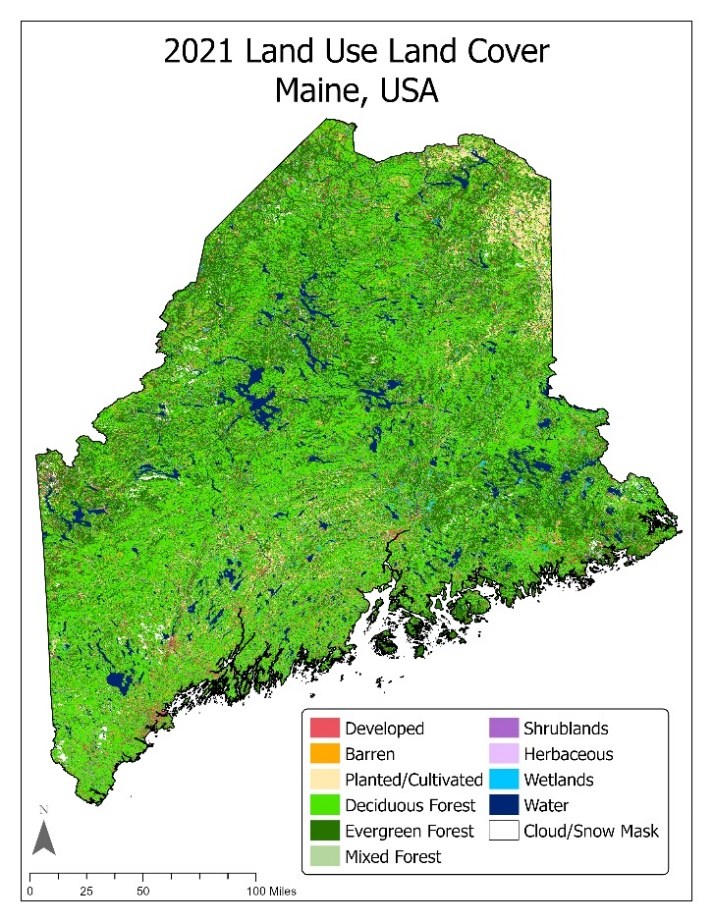 2021 Land Use Land Cover
Maine, USA
Developed
Barren
Planted/Cultivated
Deciduous Forest
Evergreen Forest
Mixed Forest
Shrublands
Herbaceous
Wetlands
Water
Cloud/Snow Mask
N
0 25 50 100 Miles